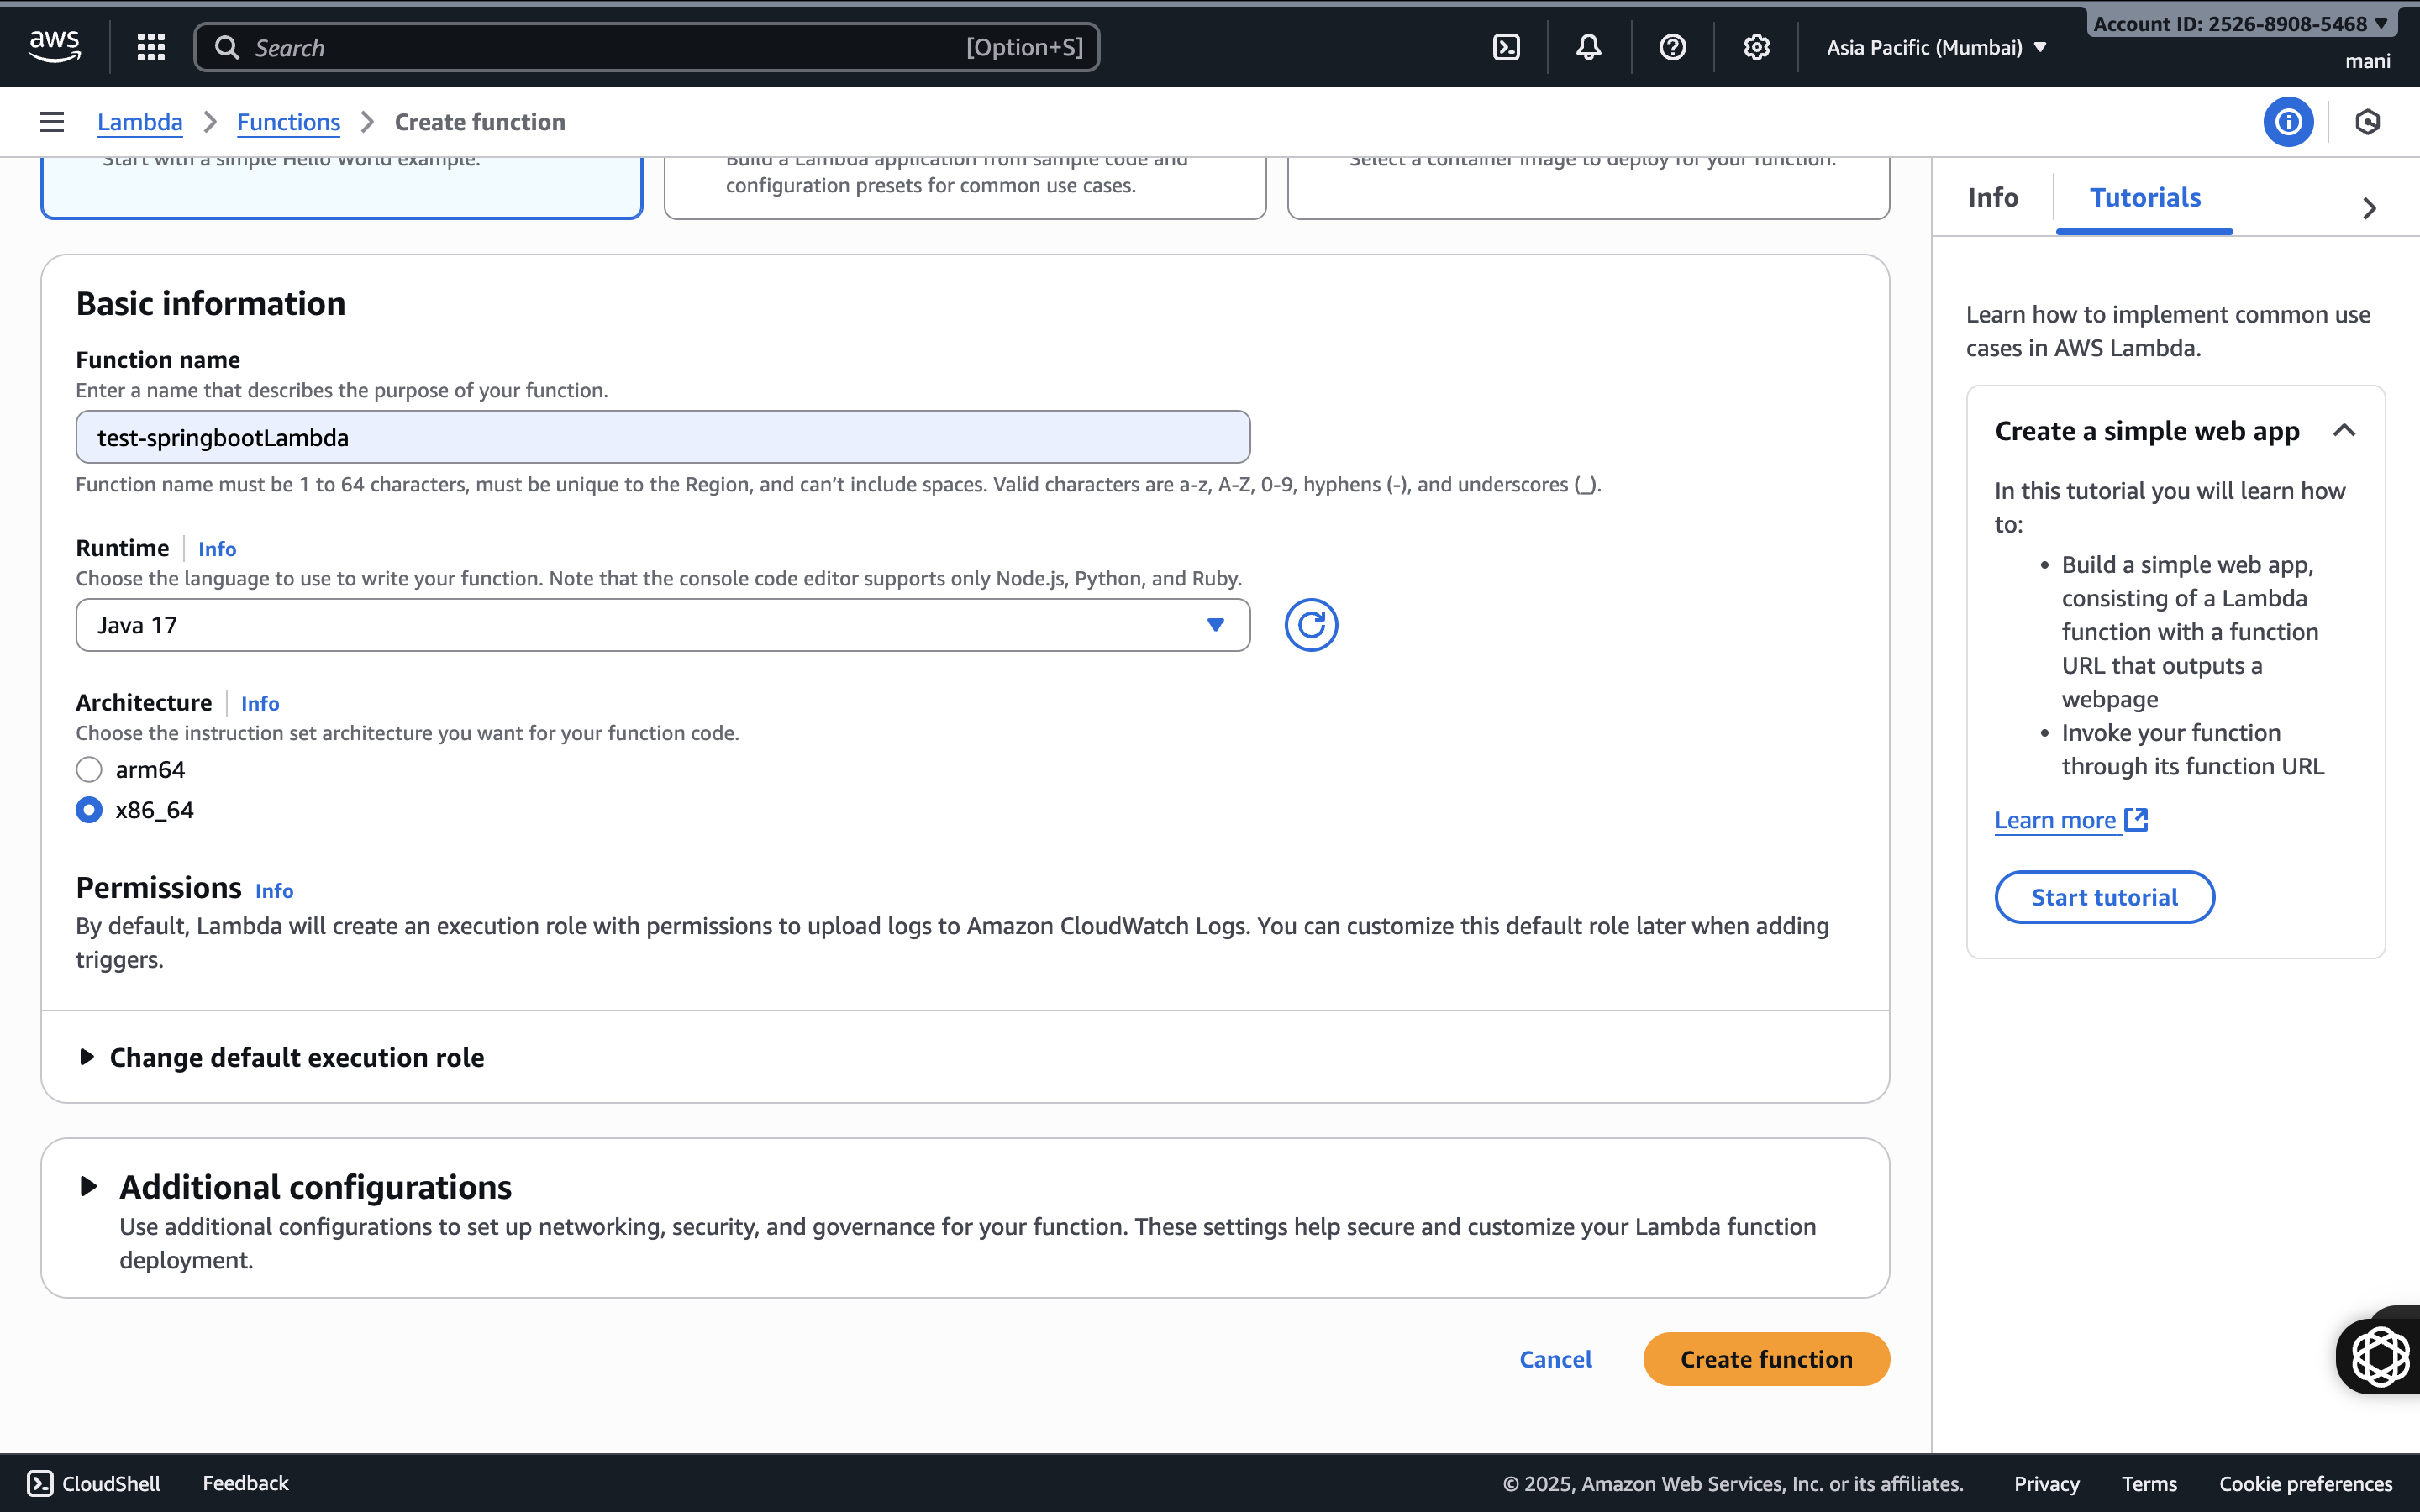 aws
Search
[Option+S]
Asia Pacific (Mumbai)
Account ID: 2526-8908-5468
mani
Lambda
Functions
Create function
Start with a simple Hello World example.
Build a Lambda application from sample code and
configuration presets for common use cases.
Select a container image to deploy for your function.
Basic information
Function name
Enter a name that describes the purpose of your function.
test-springbootLambda
Function name must be 1 to 64 characters, must be unique to the Region, and can’t include spaces. Valid characters are a-z, A-Z, 0-9, hyphens (-), and underscores (_).
Runtime
Info
Choose the language to use to write your function. Note that the console code editor supports only Node.js, Python, and Ruby.
Java 17
Architecture
Info
Choose the instruction set architecture you want for your function code.
arm64
x86_64
Permissions Info
By default, Lambda will create an execution role with permissions to upload logs to Amazon CloudWatch Logs. You can customize this default role later when adding
triggers.
Change default execution role
Additional configurations
Use additional configurations to set up networking, security, and governance for your function. These settings help secure and customize your Lambda function
deployment.
Cancel
Create function
Info
Tutorials
Learn how to implement common use
cases in AWS Lambda.
Create a simple web app
In this tutorial you will learn how
to:
• Build a simple web app,
consisting of a Lambda
function with a function
URL that outputs a
webpage
• Invoke your function
through its function URL
Learn more
Start tutorial
CloudShell
Feedback
© 2025, Amazon Web Services, Inc. or its affiliates.
Privacy
Terms
Cookie preferences